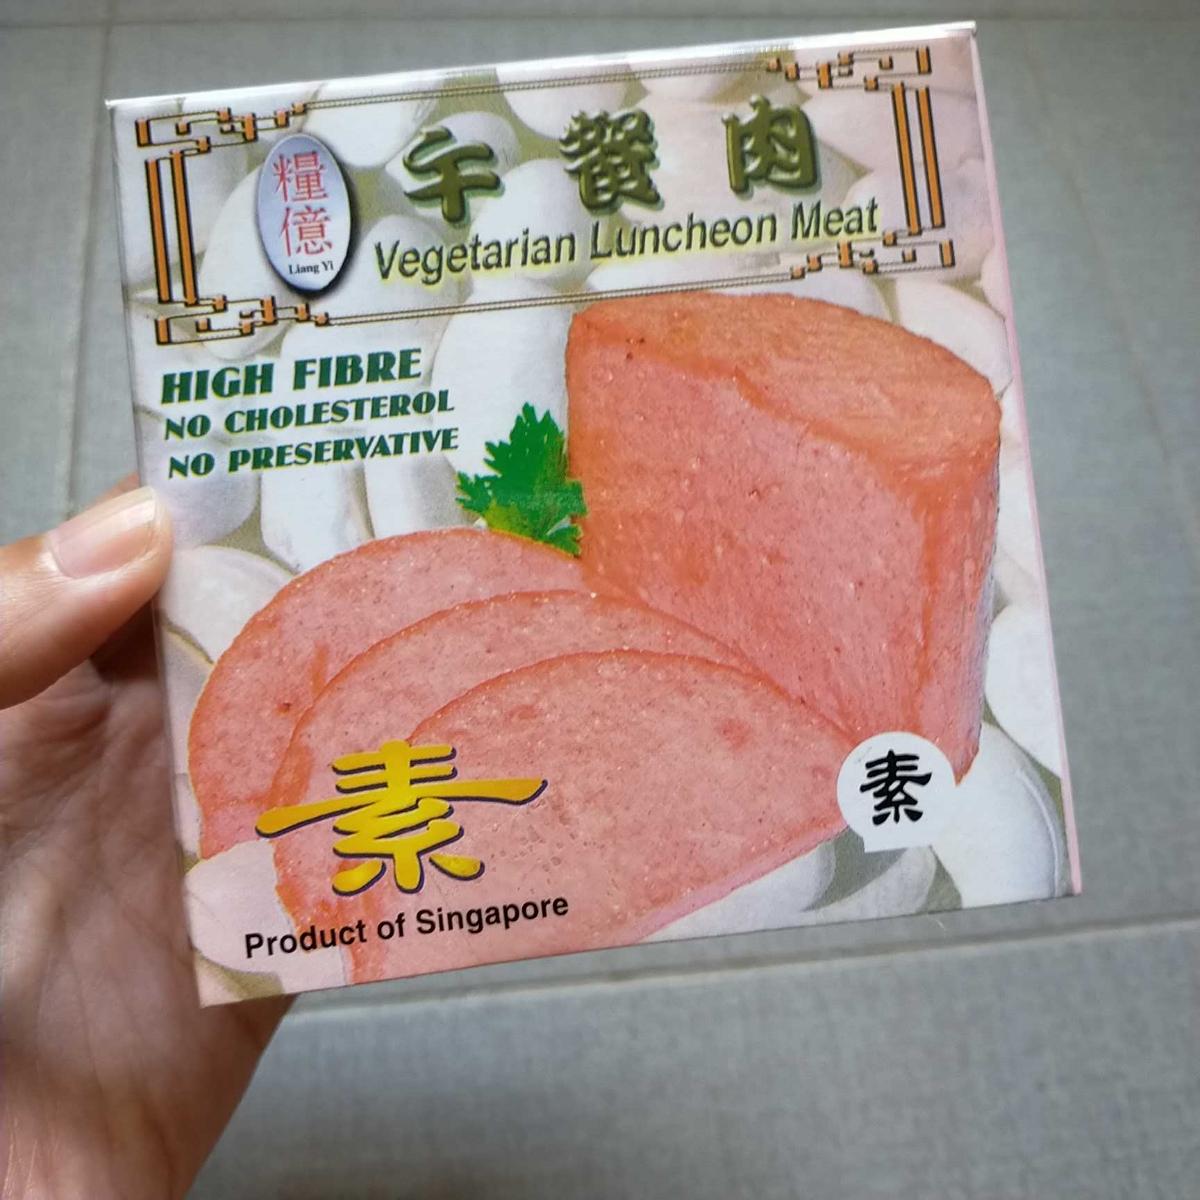 糧億
Liang Yi
午餐肉
Vegetarian Luncheon Meat
HIGH FIBRE
NO CHOLESTEROL
NO PRESERVATIVE
素
素
Product of Singapore